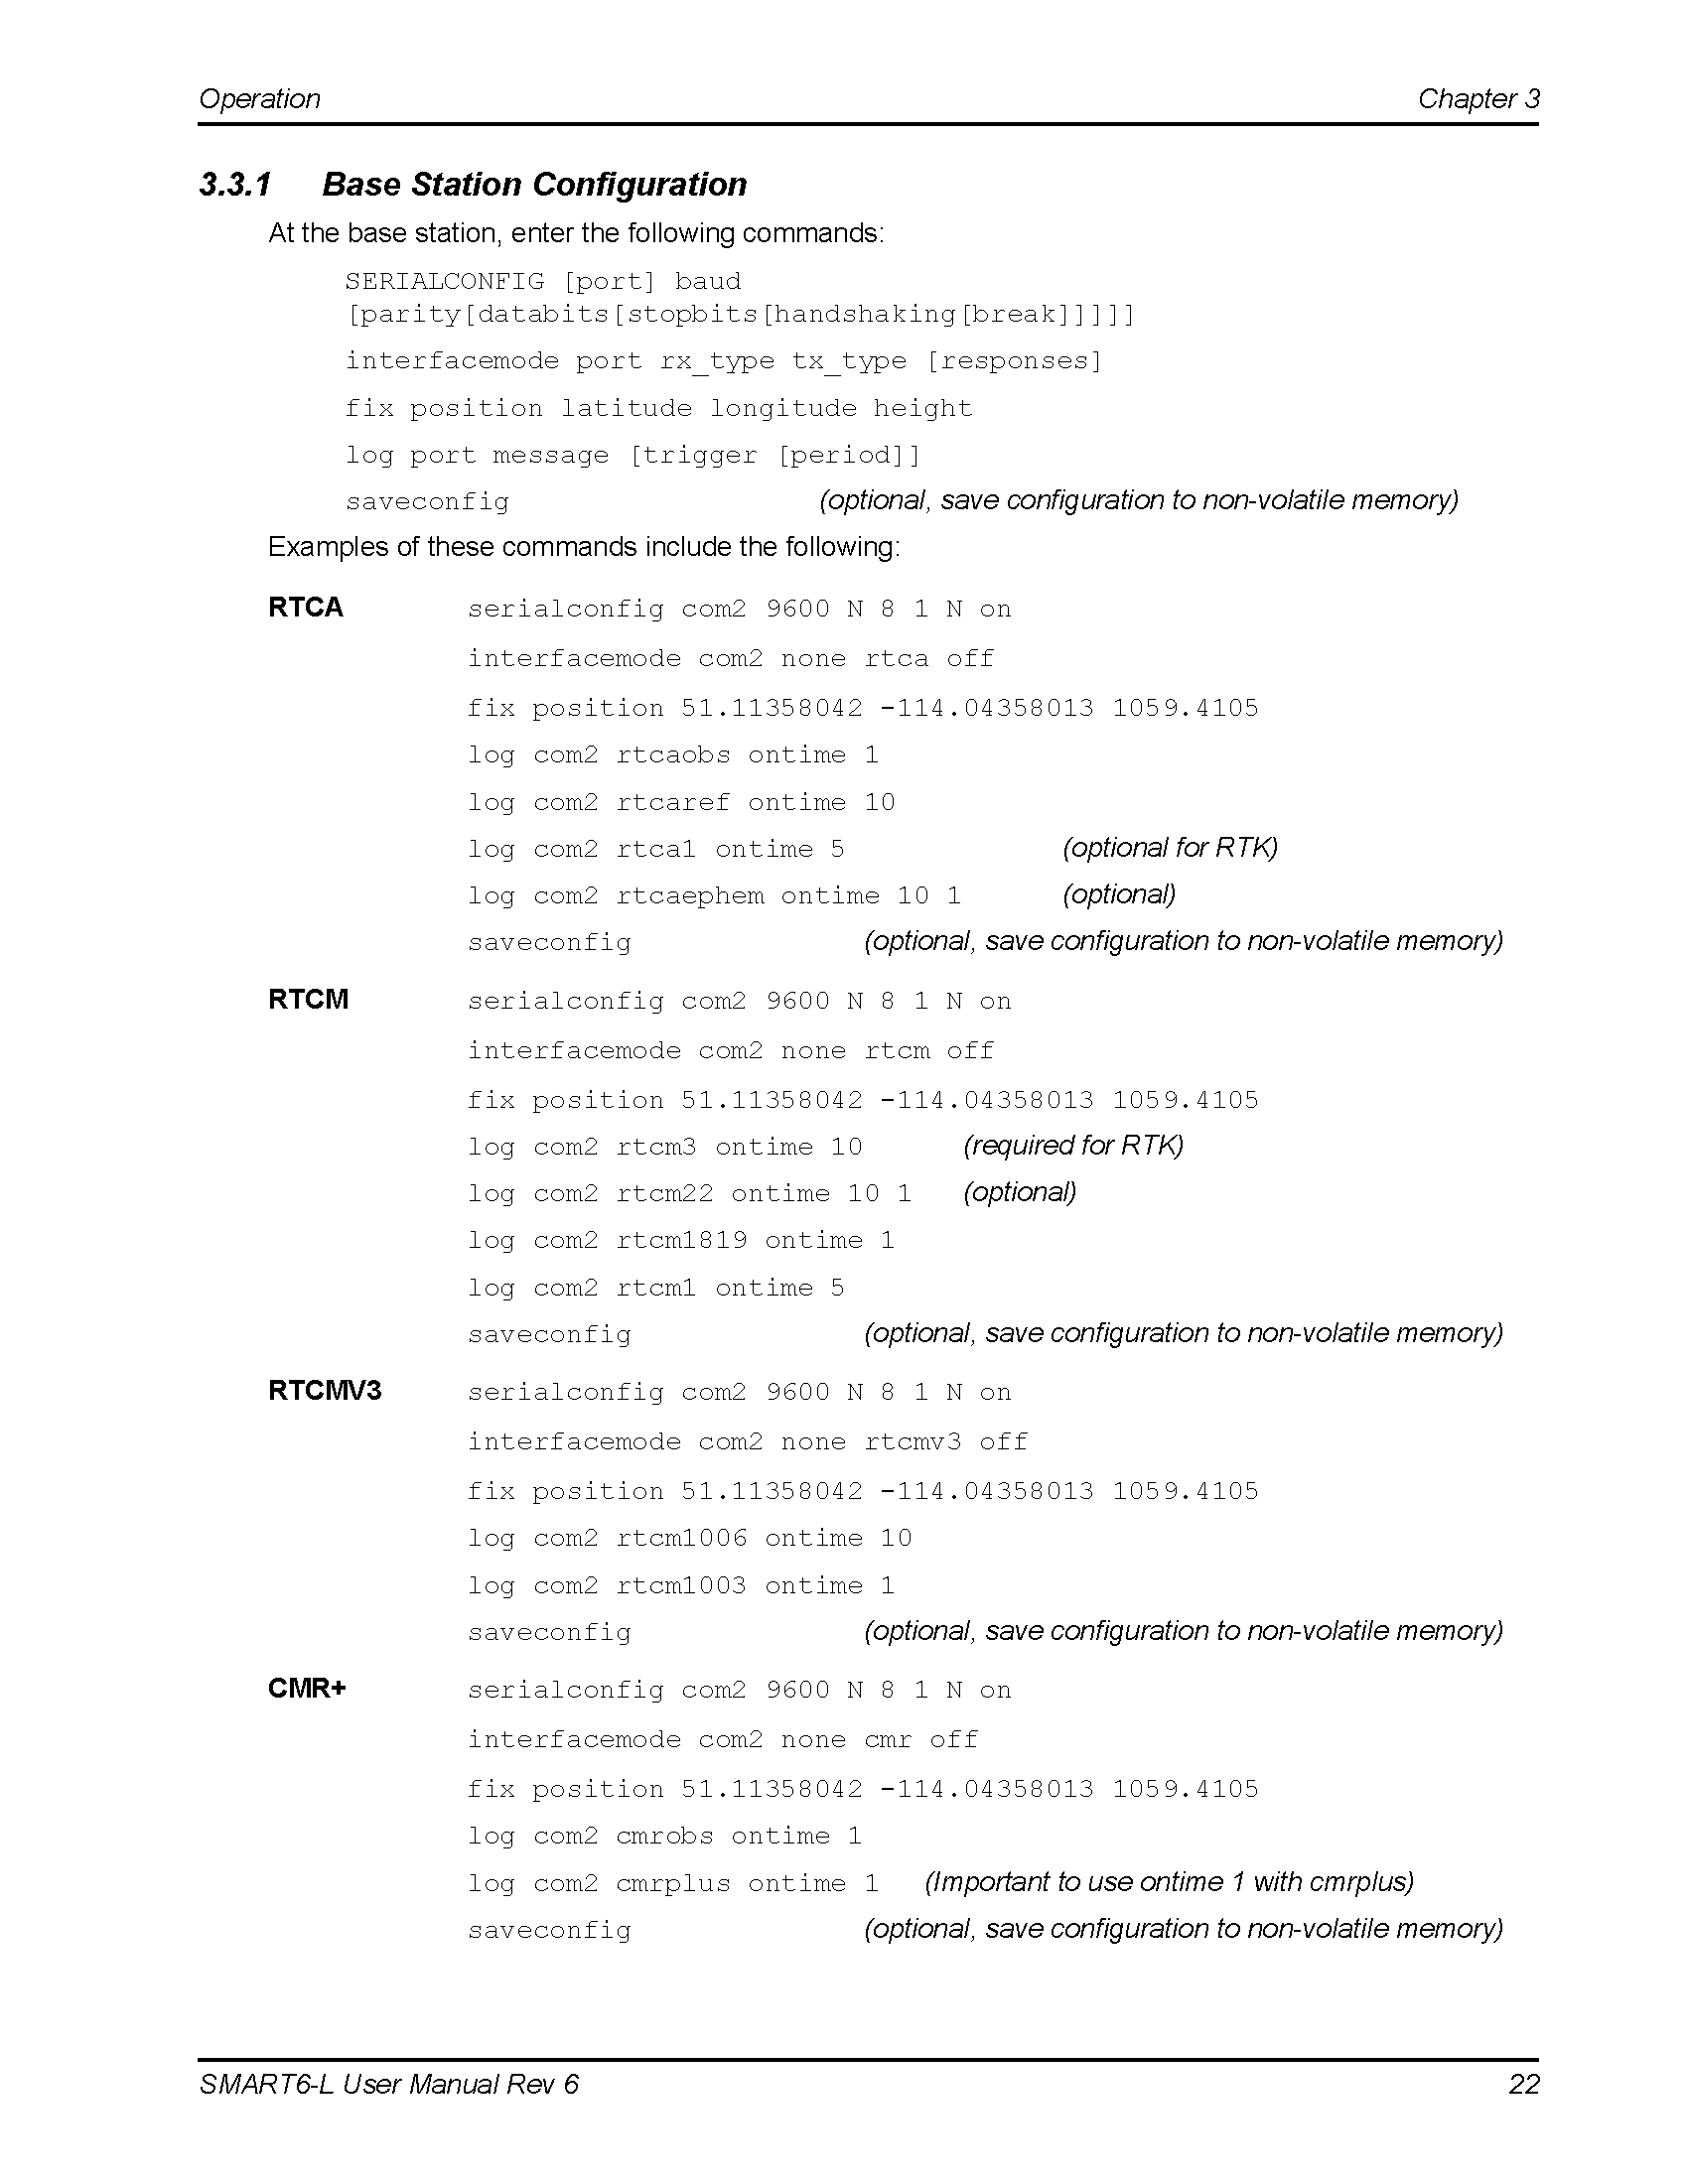 Operation Chapter 3
3.3.1 Base Station Configuration
At the base station, enter the following commands:
SERIALCONFIG [port] baud
[parity[databits[stopbits[handshaking[break]]]]]
interfacemode port rx_type tx_type [responses]
fix position latitude longitude height
log port message [trigger [period]]
saveconfig (optional, save configuration to non-volatile memory)
Examples of these commands include the following:
RTCA serialconfig com2 9600 N 8 1 N on
interfacemode com2 none rtca off
fix position 51.11358042 -114.04358013 1059.4105
log com2 rtcaobs ontime 1
log com2 rtcaref ontime 10
log com2 rtca1 ontime 5 (optional for RTK)
log com2 rtcaephem ontime 10 1 (optional)
saveconfig (optional, save configuration to non-volatile memory)
RTCM serialconfig com2 9600 N 8 1 N on
interfacemode com2 none rtcm off
fix position 51.11358042 -114.04358013 1059.4105
log com2 rtcm3 ontime 10 (required for RTK)
log com2 rtcm22 ontime 10 1 (optional)
log com2 rtcm1819 ontime 1
log com2 rtcm1 ontime 5
saveconfig (optional, save configuration to non-volatile memory)
RTCMV3 serialconfig com2 9600 N 8 1 N on
interfacemode com2 none rtcmv3 off
fix position 51.11358042 -114.04358013 1059.4105
log com2 rtcm1006 ontime 10
log com2 rtcm1003 ontime 1
saveconfig (optional, save configuration to non-volatile memory)
CMR+ serialconfig com2 9600 N 8 1 N on
interfacemode com2 none cmr off
fix position 51.11358042 -114.04358013 1059.4105
log com2 cmrobs ontime 1
log com2 cmrplus ontime 1 (Important to use ontime 1 with cmrplus)
saveconfig (optional, save configuration to non-volatile memory)
SMART6-L User Manual Rev 6 22